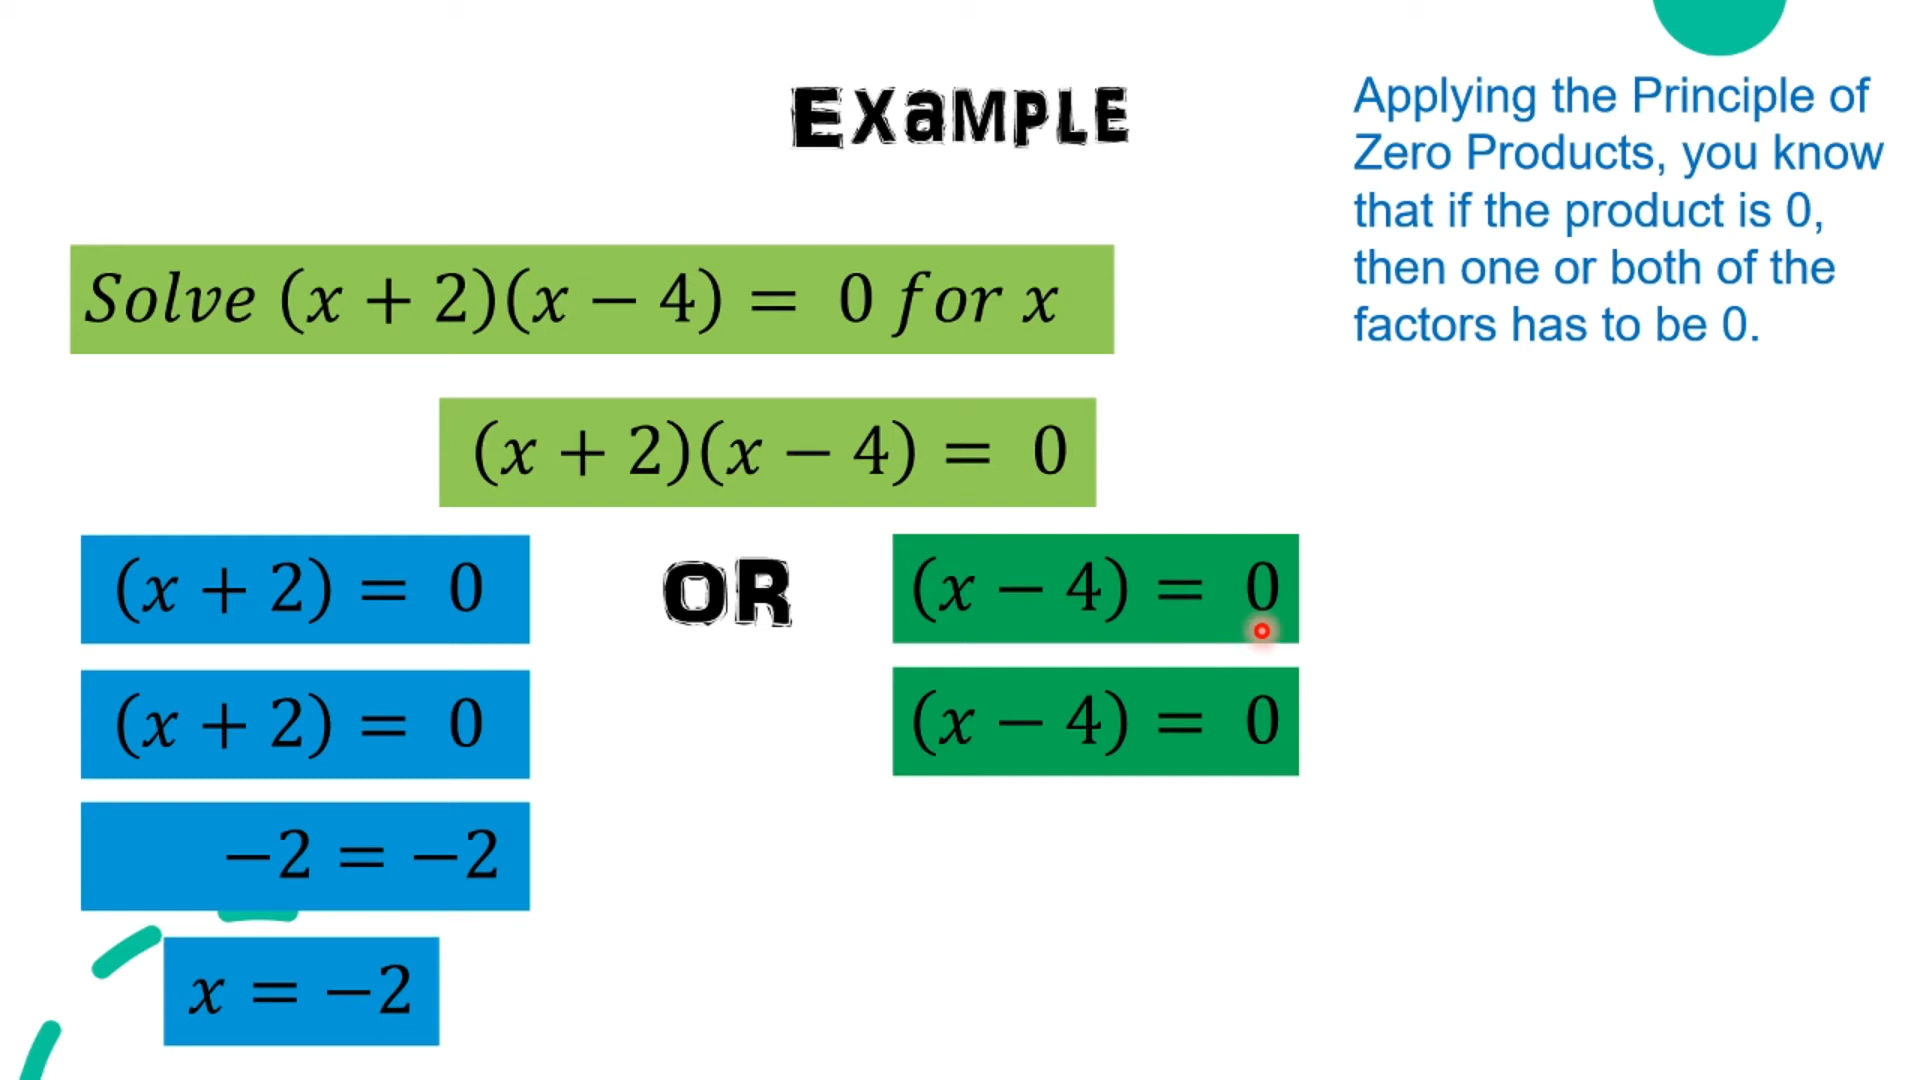 EXAMPLE
Applying the Principle of
Zero Products, you know
that if the product is 0,
then one or both of the
factors has to be 0.
Solve (x + 2)(x − 4) = 0 for x
(x + 2)(x − 4) = 0
(x + 2) = 0
OR
(x − 4) = 0
(x + 2) = 0
(x − 4) = 0
−2 = −2
x = −2